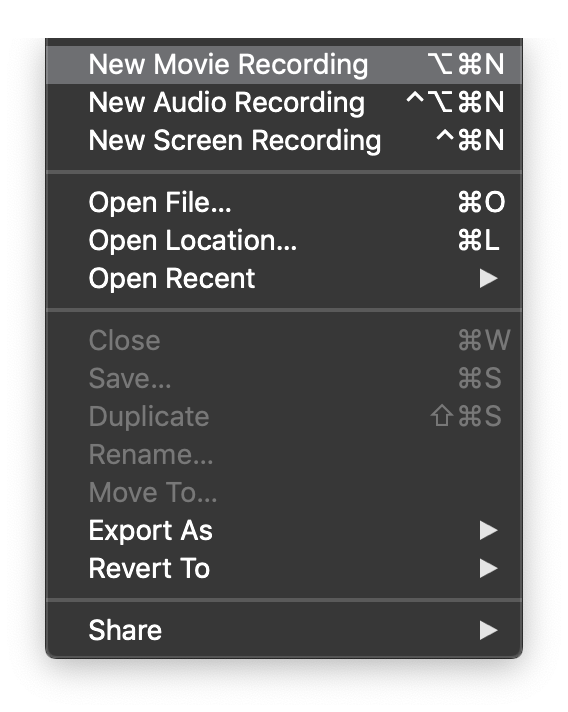 New Movie Recording ⌥⌘N
New Audio Recording ^⌥⌘N
New Screen Recording ^⌘N
Open File... ⌘O
Open Location... ⌘L
Open Recent ▶
Close ⌘W
Save... ⌘S
Duplicate ⇧⌘S
Rename...
Move To...
Export As ▶
Revert To ▶
Share ▶